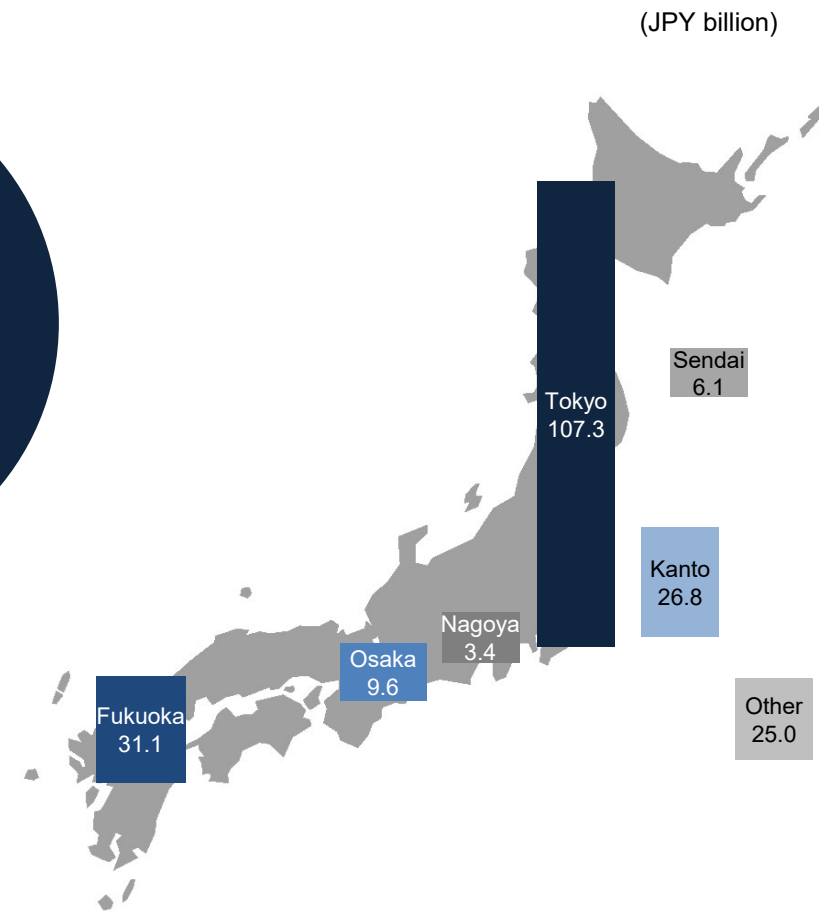 (JPY billion)
Sendai
6.1
Tokyo
107.3
Kanto
26.8
Nagoya
3.4
Osaka
9.6
Fukuoka
31.1
Other
25.0